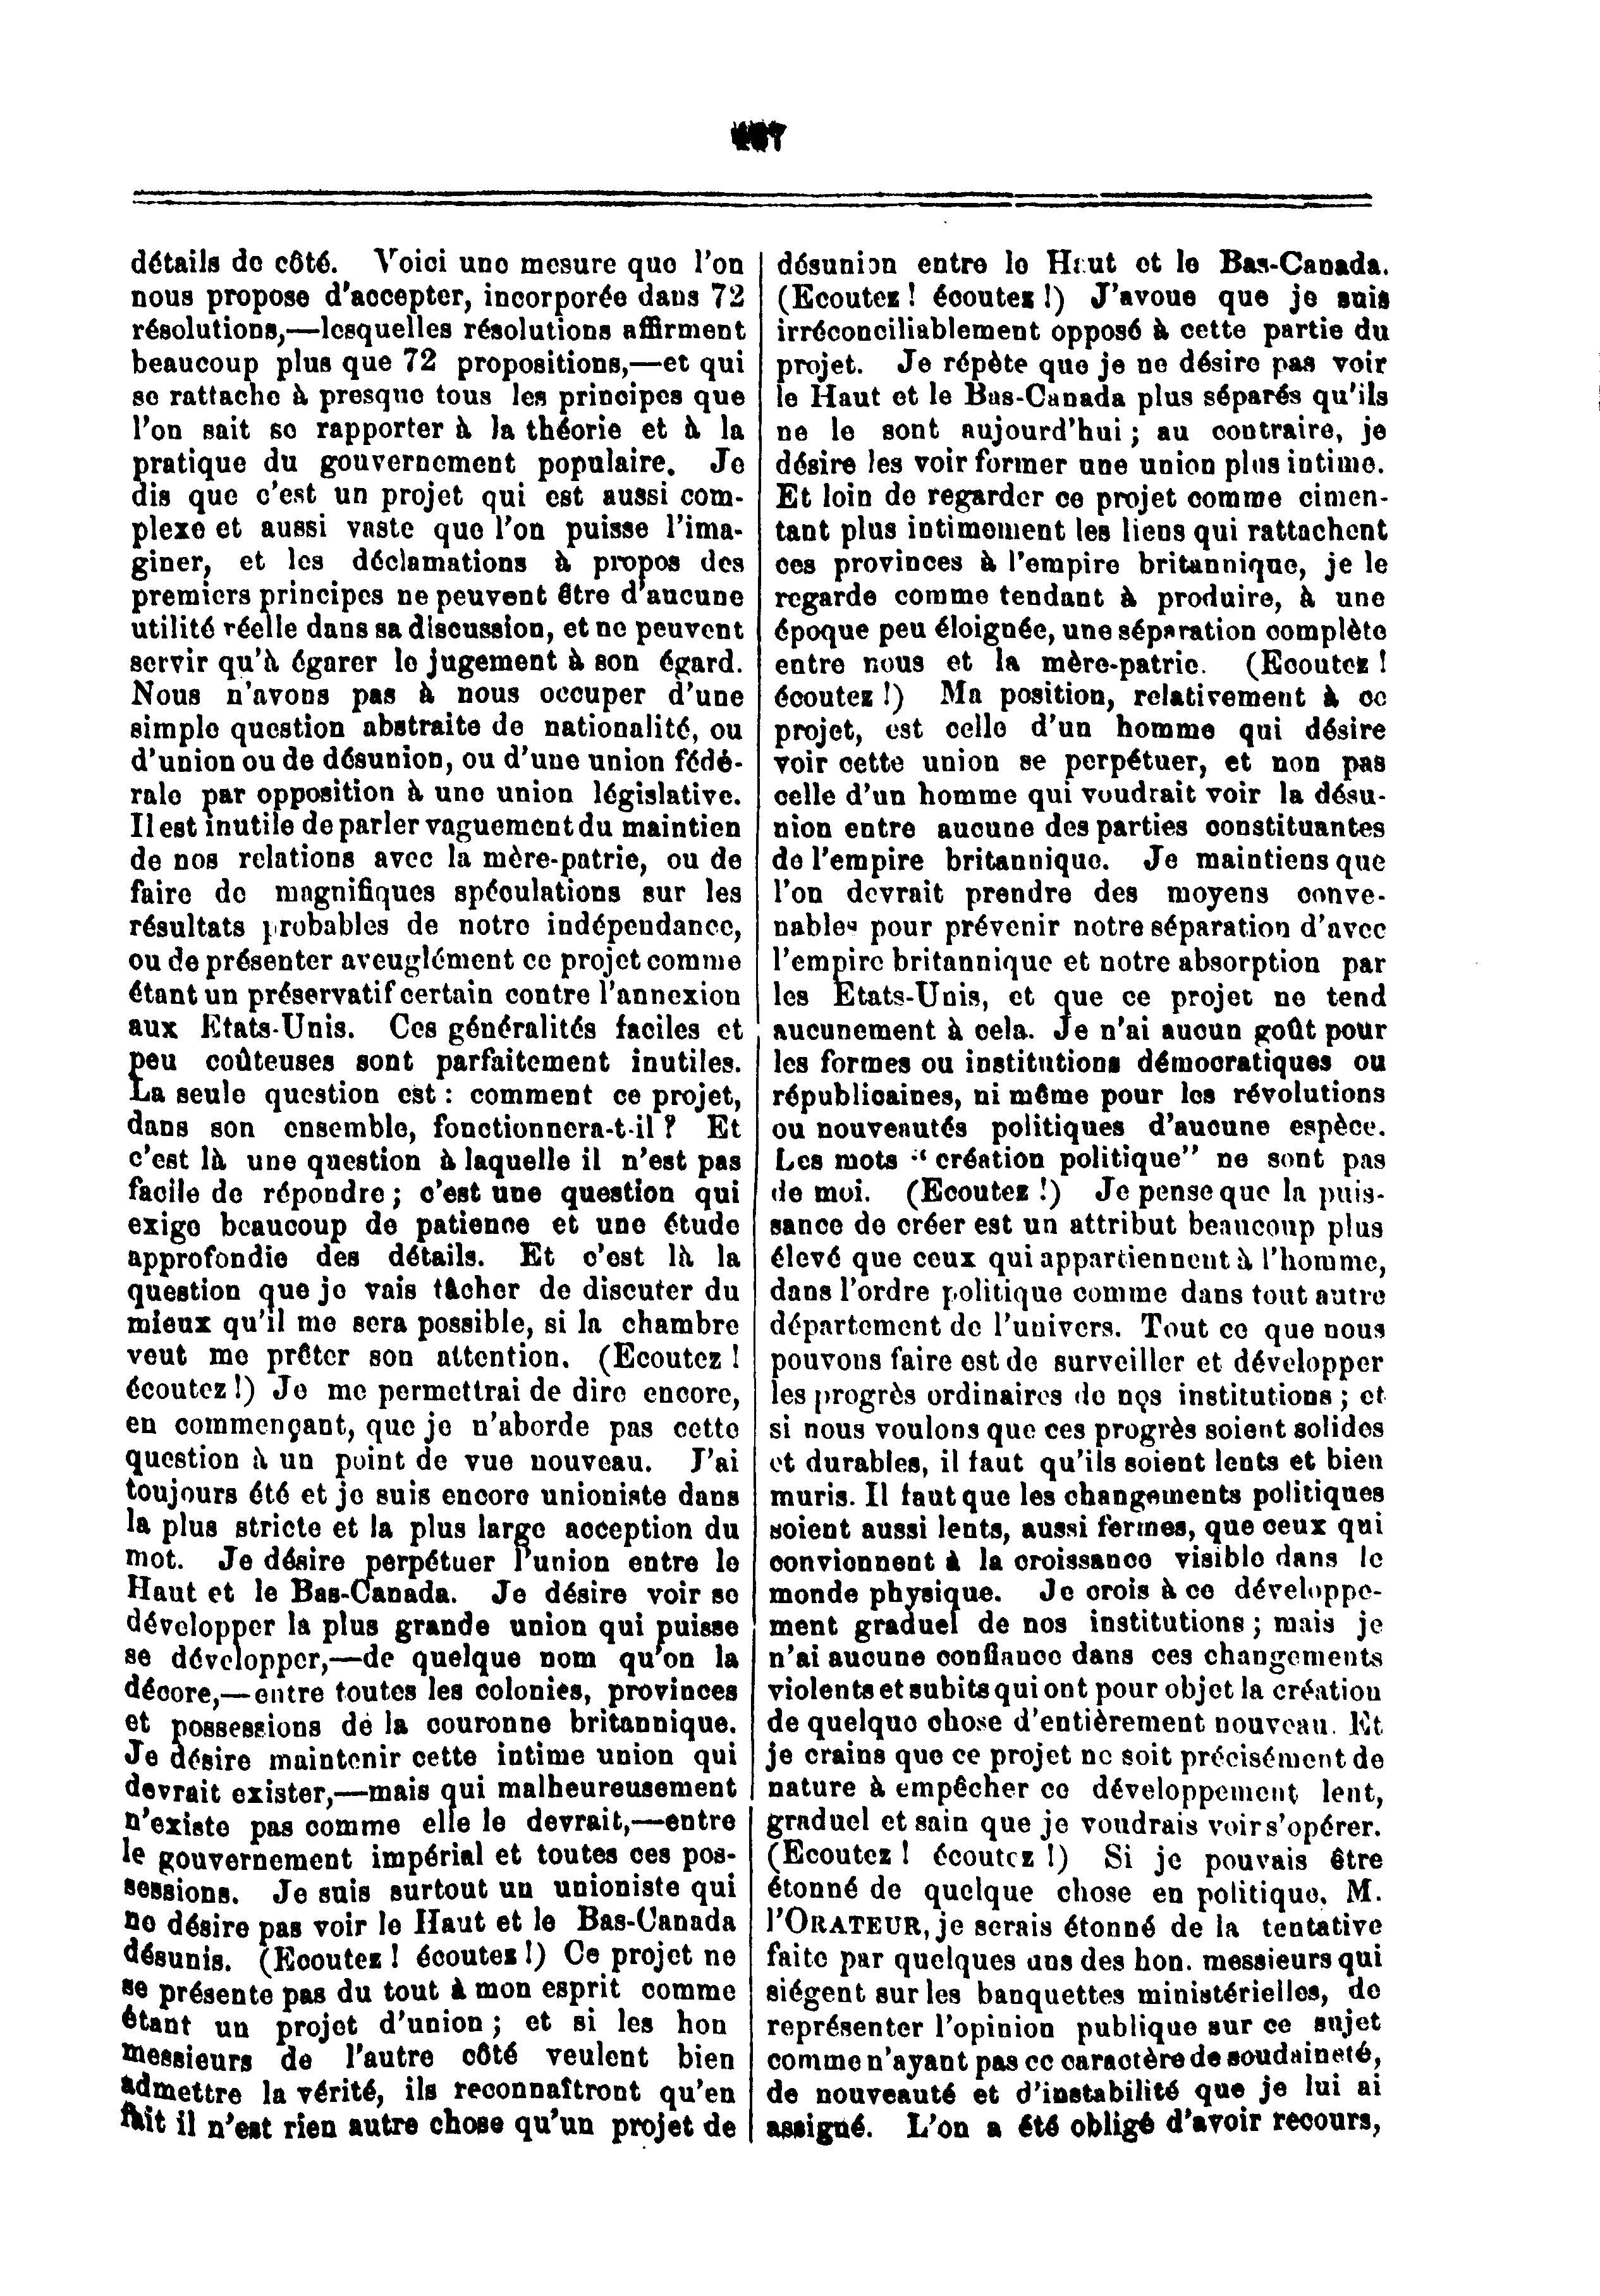 détails de côté. Voici une mesure que l'on
nous propose d'accepter, incorporée dans 72
résolutions,—lesquelles résolutions affirment
beaucoup plus que 72 propositions,—et qui
se rattache à presque tous les principes que
l'on sait se rapporter à la théorie et à la
pratique du gouvernement populaire. Je
dis que c'est un projet qui est aussi com-
plexe et aussi vaste que l'on puisse l'ima-
giner, et les déclamations à propos des
premiers principes ne peuvent être d'aucune
utilité réelle dans sa discussion, et ne peuvent
servir qu'à égarer le jugement à son égard.
Nous n'avons pas à nous occuper d'une
simple question abstraite de nationalité, ou
d'union ou de désunion, ou d'une union fédé-
rale par opposition à une union législative.
Il est inutile de parler vaguement du maintien
de nos relations avec la mère-patrie, ou de
faire de magnifiques spéculations sur les
résultats probables de notre indépendance,
ou de présenter aveuglément ce projet comme
étant un préservatif certain contre l'annexion
aux Etats-Unis. Ces généralités faciles et
peu coûteuses sont parfaitement inutiles.
La seule question est : comment ce projet,
dans son ensemble, fonctionnera-t-il ? Et
c'est là une question à laquelle il n'est pas
facile de répondre ; c'est une question qui
exige beaucoup de patience et une étude
approfondie des détails. Et c'est là la
question que je vais tâcher de discuter du
mieux qu'il me sera possible, si la chambre
veut me prêter son attention. (Ecoutez !
écoutez !) Je me permettrai de dire encore,
en commençant, que je n'aborde pas cette
question à un point de vue nouveau. J'ai
toujours été et je suis encore unioniste dans
la plus stricte et la plus large acception du
mot. Je désire perpétuer l'union entre le
Haut et le Bas-Canada. Je désire voir se
développer la plus grande union qui puisse
se développer,—de quelque nom qu'on la
décore,—entre toutes les colonies, provinces
et possessions de la couronne britannique.
Je désire maintenir cette intime union qui
devrait exister,—mais qui malheureusement
n'existe pas comme elle le devrait,—entre
le gouvernement impérial et toutes ces pos-
sessions. Je suis surtout un unioniste qui
ne désire pas voir le Haut et le Bas-Canada
désunis. (Ecoutez ! écoutez !) Ce projet ne
se présente pas du tout à mon esprit comme
étant un projet d'union ; et si les hon
messieurs de l'autre côté veulent bien
admettre la vérité, ils reconnaîtront qu'en
fait il n'est rien autre chose qu'un projet de
désunion entre le Haut et le Bas-Canada.
(Ecoutez ! écoutez !) J'avoue que je suis
irréconciliablement opposé à cette partie du
projet. Je répète que je ne désire pas voir
le Haut et le Bas-Canada plus séparés qu'ils
ne le sont aujourd'hui ; au contraire, je
désire les voir former une union plus intime.
Et loin de regarder ce projet comme cimen-
tant plus intimement les liens qui rattachent
ces provinces à l'empire britannique, je le
regarde comme tendant à produire, à une
époque peu éloignée, une séparation complète
entre nous et la mère-patrie. (Ecoutez !
écoutez !) Ma position, relativement à ce
projet, est celle d'un homme qui désire
voir cette union se perpétuer, et non pas
celle d'un homme qui voudrait voir la désu-
nion entre aucune des parties constituantes
de l'empire britannique. Je maintiens que
l'on devrait prendre des moyens conve-
nables pour prévenir notre séparation d'avec
l'empire britannique et notre absorption par
les Etats-Unis, et que ce projet ne tend
aucunement à cela. Je n'ai aucun goût pour
les formes ou institutions démocratiques ou
républicaines, ni même pour les révolutions
ou nouveautés politiques d'aucune espèce.
Les mots "création politique" ne sont pas
de moi. (Ecoutez !) Je pense que la puis-
sance de créer est un attribut beaucoup plus
élevé que ceux qui appartiennent à l'homme,
dans l'ordre politique comme dans tout autre
département de l'univers. Tout ce que nous
pouvons faire est de surveiller et développer
les progrès ordinaires de nos institutions ; et
si nous voulons que ces progrès soient solides
et durables, il faut qu'ils soient lents et bien
muris. Il faut que les changements politiques
soient aussi lents, aussi fermes, que ceux qui
convionnent à la croissance visible dans le
monde physique. Je crois à ce développe-
ment graduel de nos institutions ; mais je
n'ai aucune confiance dans ces changements
violents et subits qui ont pour objet la création
de quelque chose d'entièrement nouveau. Et
je crains que ce projet ne soit précisément de
nature à empêcher ce développement lent,
graduel et sain que je voudrais voir s'opérer.
(Ecoutez ! écoutez !) Si je pouvais être
étonné de quelque chose en politique, M.
l'ORATEUR, je serais étonné de la tentative
faite par quelques uns des hon. messieurs qui
siégent sur les banquettes ministérielles, de
représenter l'opinion publique sur ce sujet
comme n'ayant pas ce caractère de soudaineté,
de nouveauté et d'instabilité que je lui ai
assigné. L'on a été obligé d'avoir recours,